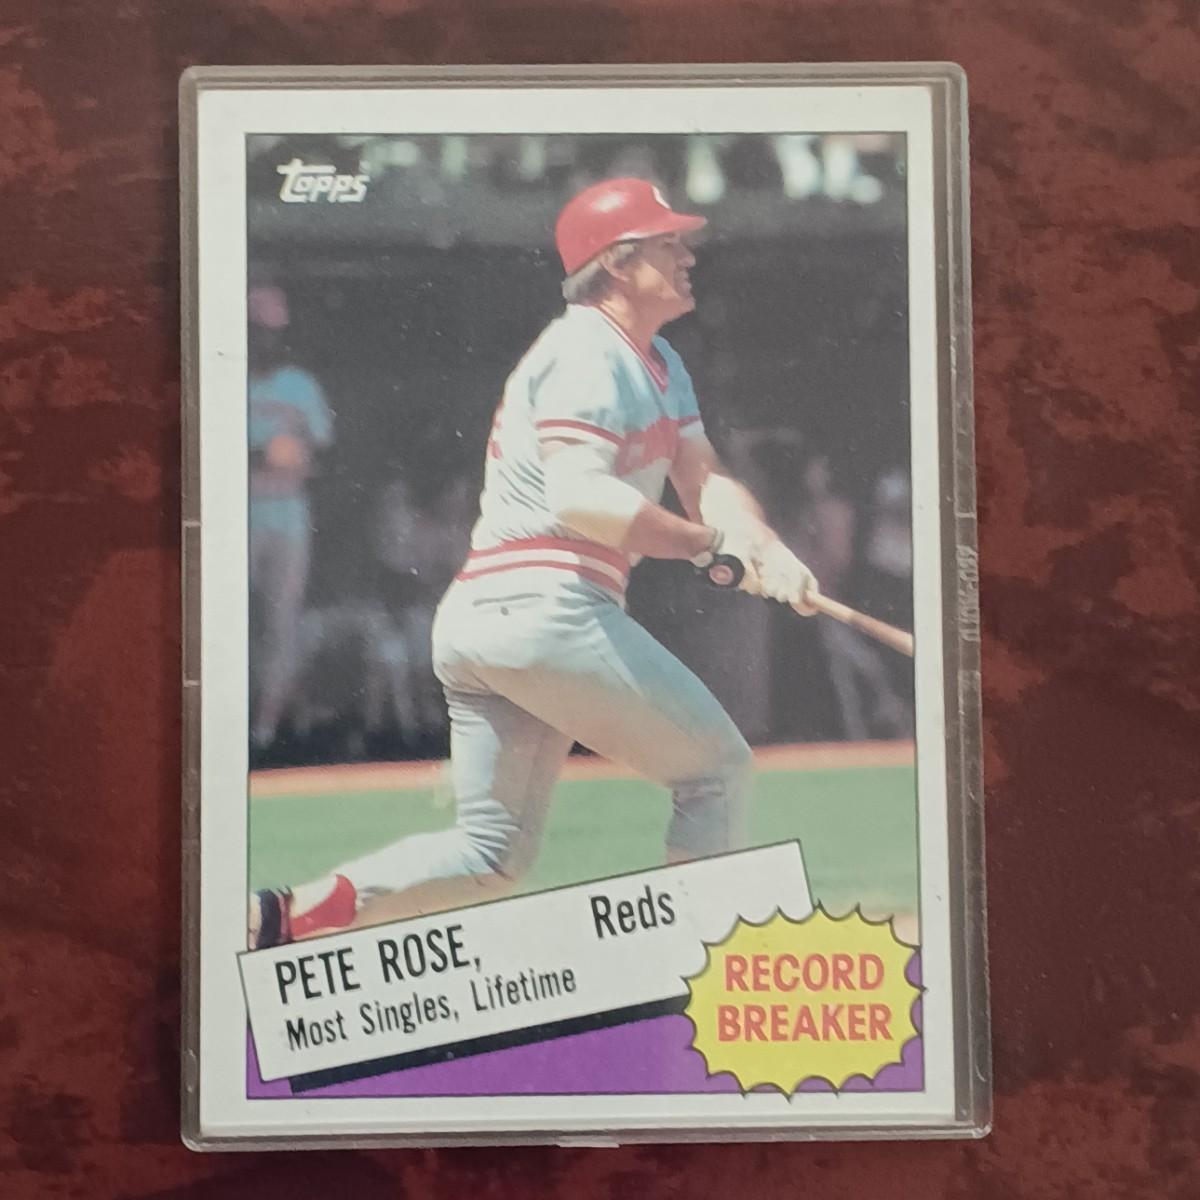 topps
PETE ROSE, Reds
Most Singles, Lifetime
RECORD
BREAKER